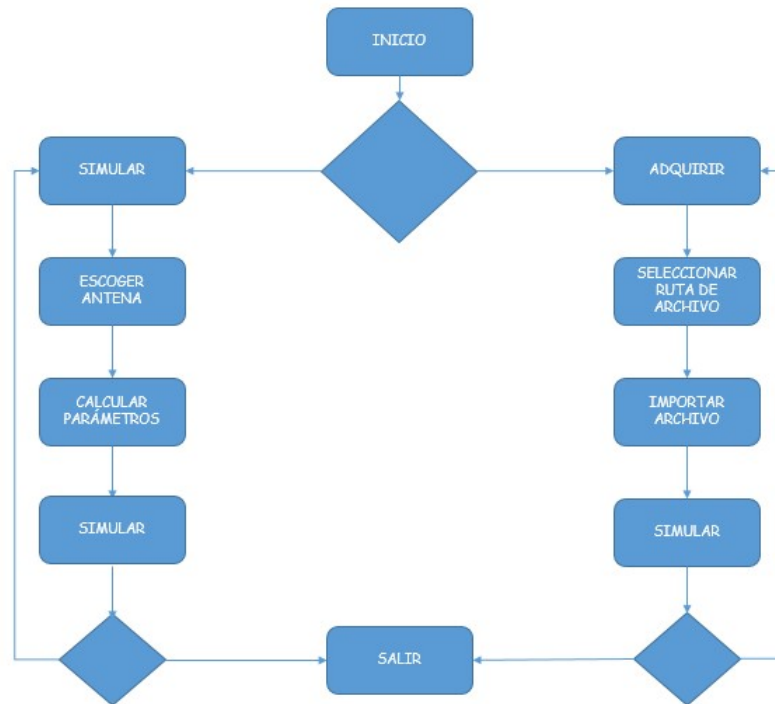 INICIO
SIMULAR
ADQUIRIR
ESCOGER
ANTENA
SELECCIONAR
RUTA DE
ARCHIVO
CALCULAR
PARÁMETROS
IMPORTAR
ARCHIVO
SIMULAR
SIMULAR
SALIR